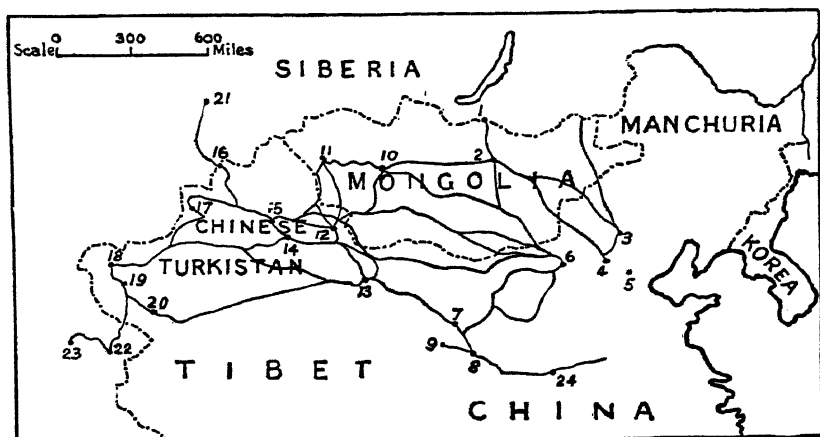 Scale 0 300 600 Miles
SIBERIA
21
1
MANCHURIA
16
11
10
2
MONGOLIA
17
15
CHINESE
12
3
14
18
TURKISTAN
6
4
5
KOREA
19
13
20
7
23
22
9
8
TIBET
24
CHINA